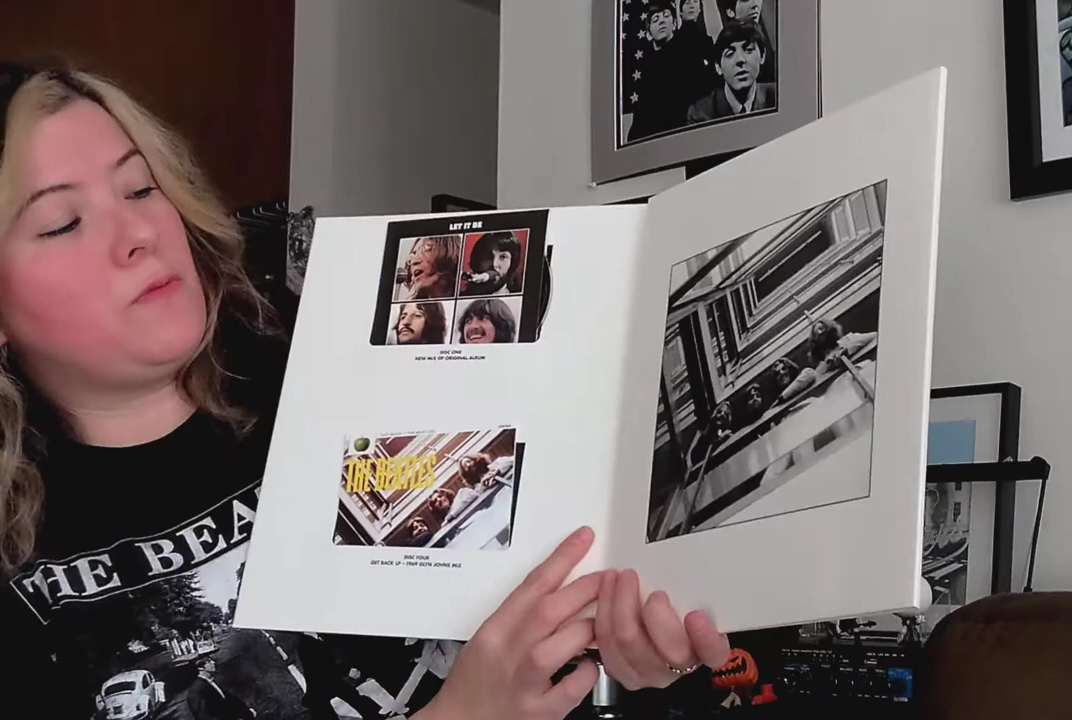 LET IT BE
DISC ONE
NEW MIX OF ORIGINAL ALBUM
THE BEATLES
DISC FOUR
GET BACK LP – 1969 GLYN JOHNS MIX
THE BEA